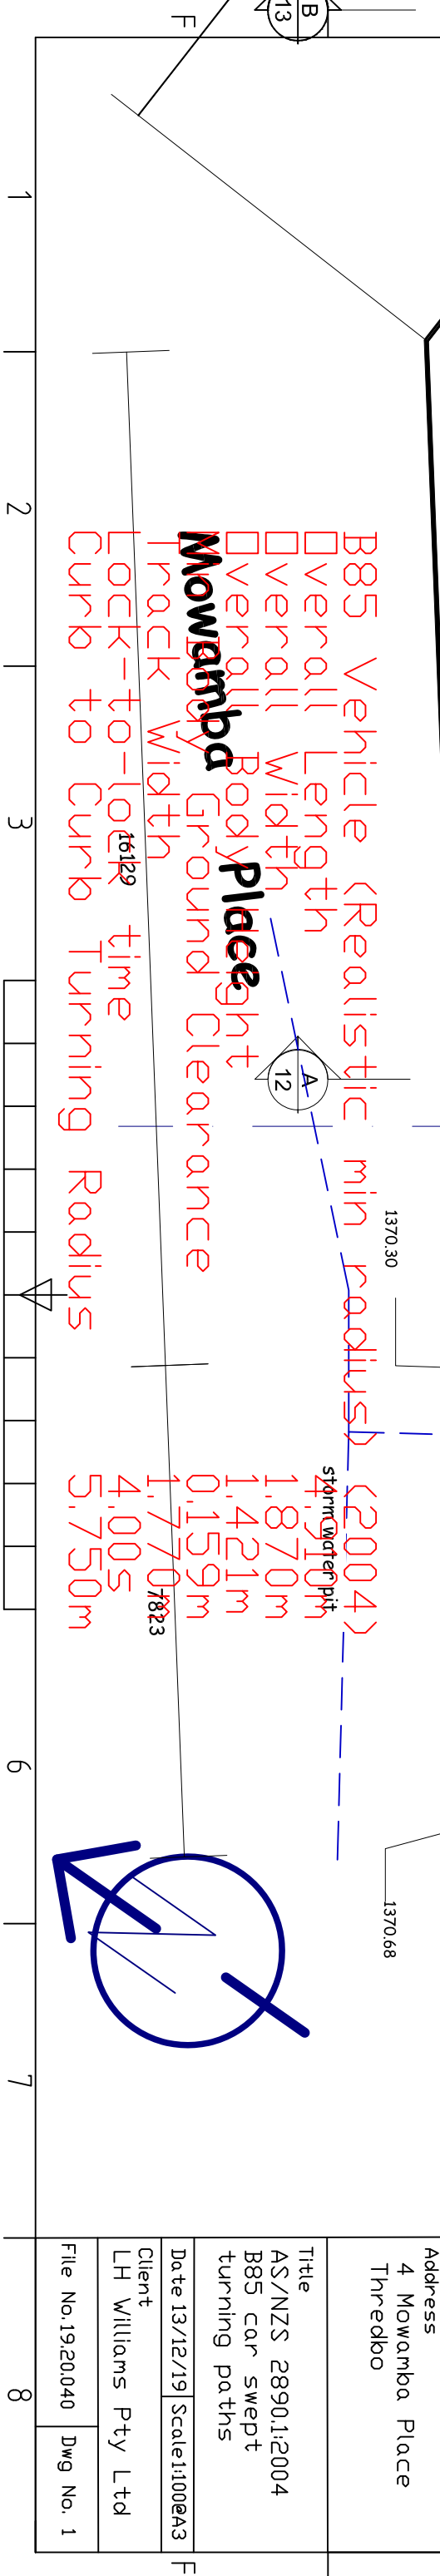 B
13
F
1
2
3
6
7
8
F
B85 Vehicle (Realistic min radius) (2004)
Overall Length 4.910m
Overall Width 1.870m
Overall Body Height 1.421m
Min Body Ground Clearance 0.159m
Track Width 1.770m
Lock-to-lock time 4.00s
Curb to Curb Turning Radius 5.750m
Mowamba Place
A
12
1370.30
storm water pit
16129
7823
1370.68
N
Address
4 Mowamba Place
Thredbo
Title
AS/NZS 2890.1:2004
B85 car swept
turning paths
Date 13/12/19 Scale 1:100@A3
Client
LH Williams Pty Ltd
File No.19.20.040 Dwg No. 1